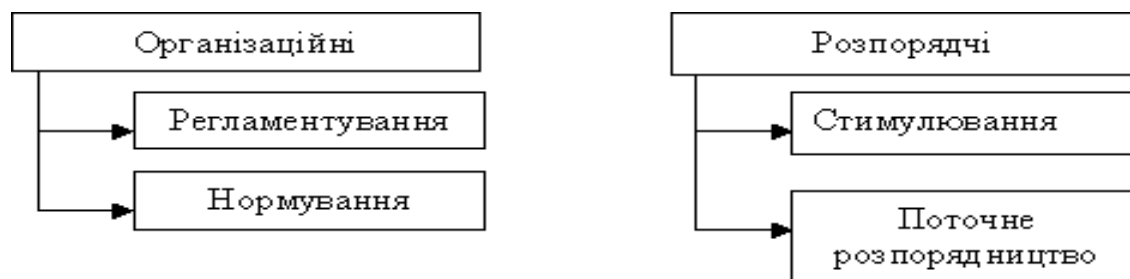 Організаційні
Регламентування
Нормування
Розпорядчі
Стимулювання
Поточне
розпорядництво